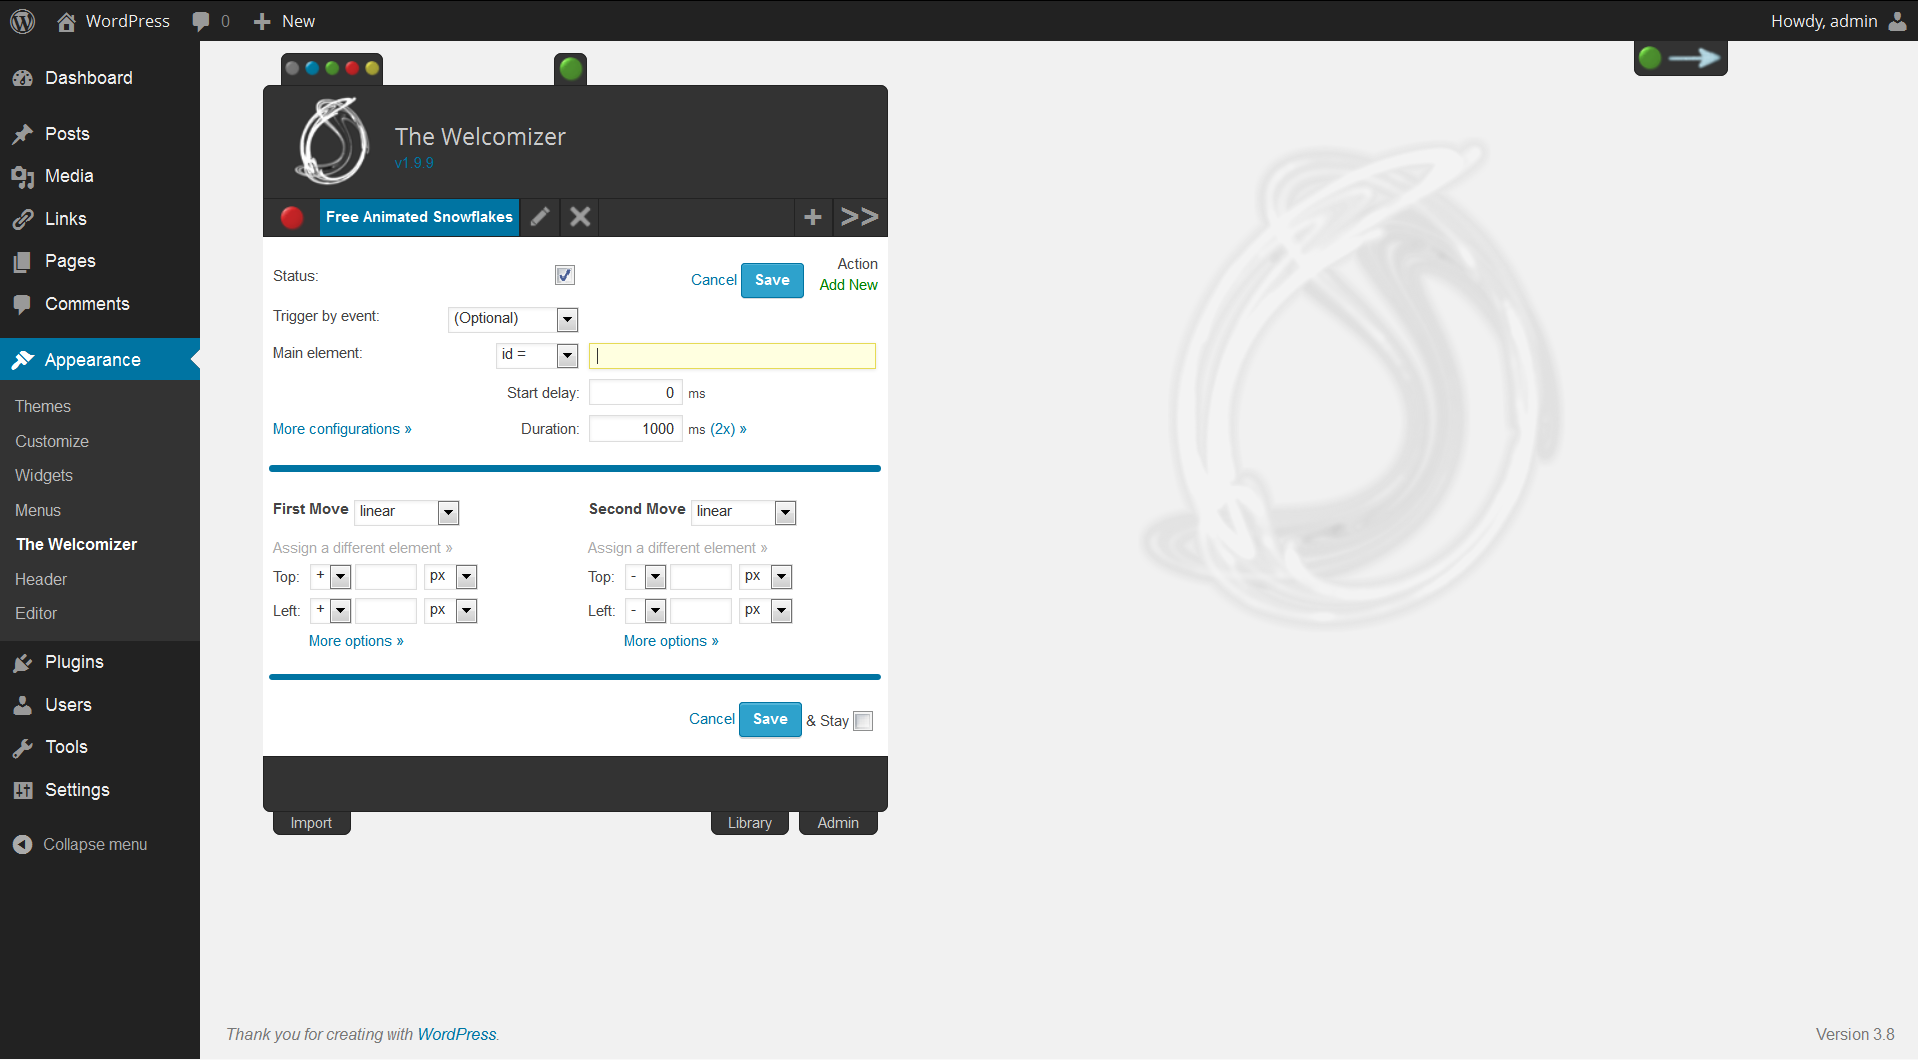 WordPress 0 New Howdy, admin
Dashboard
Posts
Media
Links
Pages
Comments
Appearance
Themes
Customize
Widgets
Menus
The Welcomizer
Header
Editor
Plugins
Users
Tools
Settings
Collapse menu
The Welcomizer
v1.9.9
Free Animated Snowflakes + >>
Status: Cancel Save Action
Add New
Trigger by event: (Optional)
Main element: id =
Start delay: 0 ms
More configurations » Duration: 1000 ms (2x) »
First Move linear Second Move linear
Assign a different element » Assign a different element »
Top: + px Top: - px
Left: + px Left: - px
More options » More options »
Cancel Save & Stay
Import Library Admin
Thank you for creating with WordPress. Version 3.8